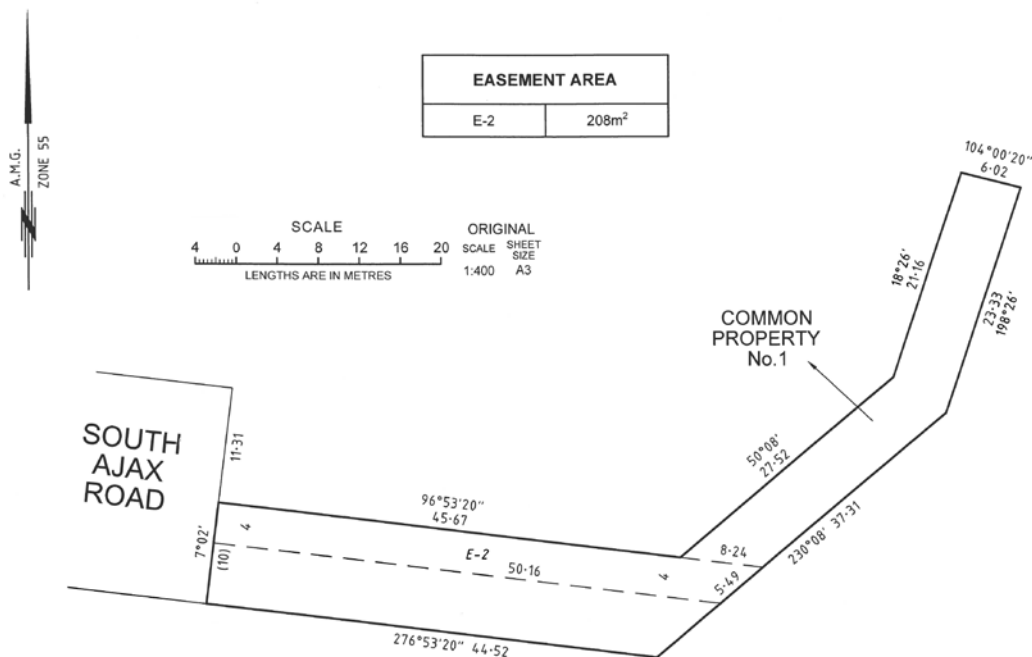 A.M.G.
ZONE 55
EASEMENT AREA
E-2 208m²
SCALE
4 0 4 8 12 16 20
LENGTHS ARE IN METRES
ORIGINAL
SCALE SHEET SIZE
1:400 A3
104°00'20"
6·02
18°26'
21·16
23·33
198°26'
COMMON
PROPERTY
No.1
SOUTH
AJAX
ROAD
11·31
50°08'
27·52
96°53'20"
45·67
7°02'
(10)
4
E-2
50·16
4
8·24
5·49
230°08' 37·31
276°53'20" 44·52